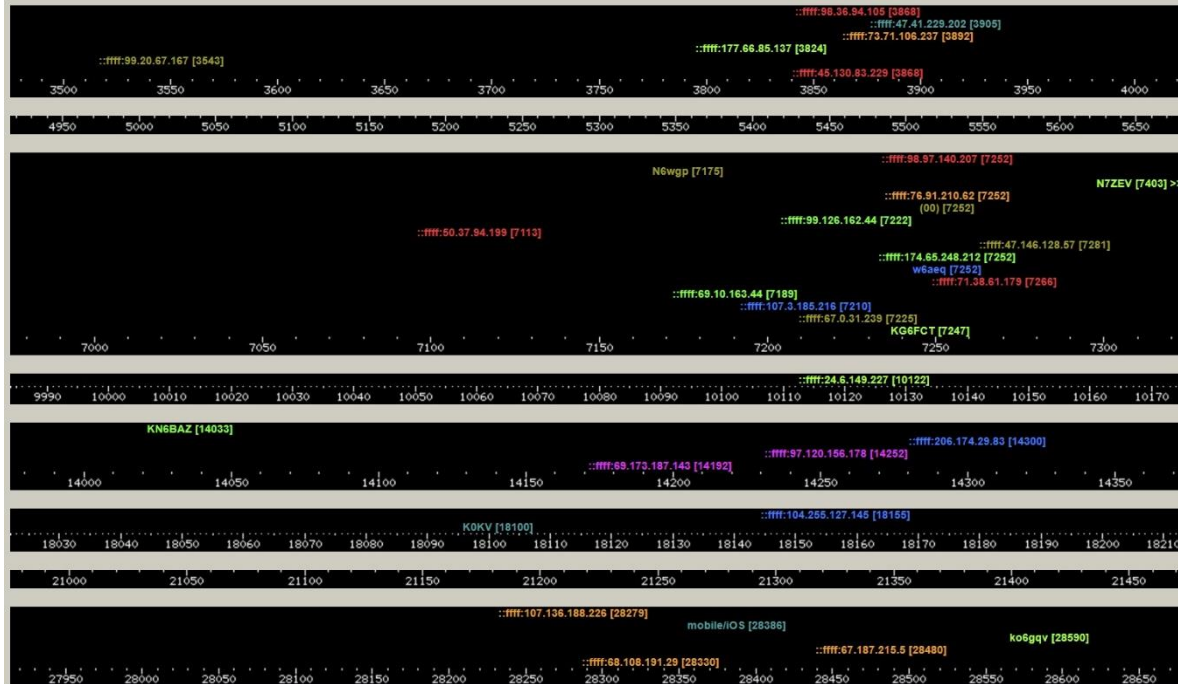 ::ffff:98.36.94.105 [3868]
::ffff:47.41.229.202 [3905]
::ffff:73.71.106.237 [3892]
::ffff:177.66.85.137 [3824]
::ffff:99.20.67.167 [3543]
::ffff:45.130.83.229 [3868]
3500 3550 3600 3650 3700 3750 3800 3850 3900 3950 4000
4950 5000 5050 5100 5150 5200 5250 5300 5350 5400 5450 5500 5550 5600 5650
::ffff:98.97.140.207 [7252]
N6wgp [7175]
N7ZEV [7403] >>
::ffff:76.91.210.62 [7252]
(00) [7252]
::ffff:99.126.162.44 [7222]
::ffff:50.37.94.199 [7113]
::ffff:47.146.128.57 [7281]
::ffff:174.65.248.212 [7252]
w6aeq [7252]
::ffff:71.38.61.179 [7266]
::ffff:69.10.163.44 [7189]
::ffff:107.3.185.216 [7210]
::ffff:67.0.31.239 [7225]
KG6FCT [7247]
7000 7050 7100 7150 7200 7250 7300
::ffff:24.6.149.227 [10122]
9990 10000 10010 10020 10030 10040 10050 10060 10070 10080 10090 10100 10110 10120 10130 10140 10150 10160 10170
KN6BAZ [14033]
::ffff:206.174.29.83 [14300]
::ffff:97.120.156.178 [14252]
::ffff:69.173.187.143 [14192]
14000 14050 14100 14150 14200 14250 14300 14350
::ffff:104.255.127.145 [18155]
K0KV [18100]
18030 18040 18050 18060 18070 18080 18090 18100 18110 18120 18130 18140 18150 18160 18170 18180 18190 18200 18210
21000 21050 21100 21150 21200 21250 21300 21350 21400 21450
::ffff:107.136.188.226 [28279]
mobile/iOS [28386]
ko6gqv [28590]
::ffff:67.187.215.5 [28480]
::ffff:68.108.191.29 [28330]
27950 28000 28050 28100 28150 28200 28250 28300 28350 28400 28450 28500 28550 28600 28650